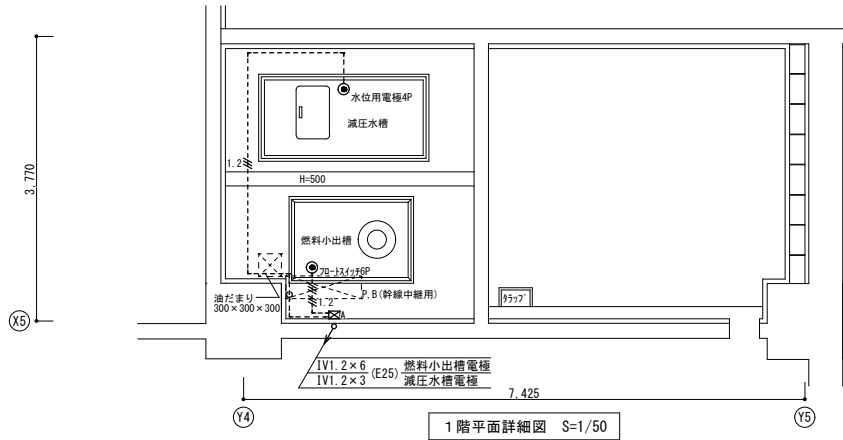 水位用電極4P
減圧水槽
1.2
H=500
3,770
燃料小出槽
フロートスイッチ6P
P.B(幹線中継用)
油だまり
300×300×300
1.2
A
タラップ
X5
IV1.2×6 (E25) 燃料小出槽電極
IV1.2×3 減圧水槽電極
7,425
Y4
Y5
1階平面詳細図 S=1/50